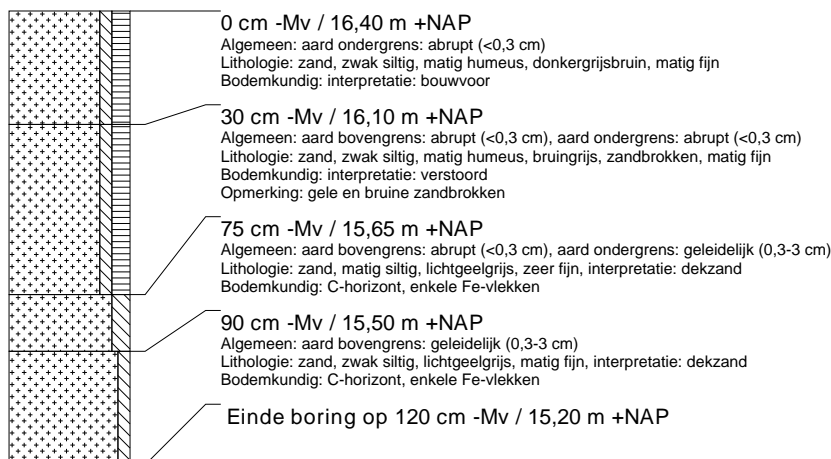 0 cm -Mv / 16,40 m +NAP
Algemeen: aard ondergrens: abrupt (<0,3 cm)
Lithologie: zand, zwak siltig, matig humeus, donkergrijsbruin, matig fijn
Bodemkundig: interpretatie: bouwvoor
30 cm -Mv / 16,10 m +NAP
Algemeen: aard bovengrens: abrupt (<0,3 cm), aard ondergrens: abrupt (<0,3 cm)
Lithologie: zand, zwak siltig, matig humeus, bruingrijs, zandbrokken, matig fijn
Bodemkundig: interpretatie: verstoord
Opmerking: gele en bruine zandbrokken
75 cm -Mv / 15,65 m +NAP
Algemeen: aard bovengrens: abrupt (<0,3 cm), aard ondergrens: geleidelijk (0,3-3 cm)
Lithologie: zand, matig siltig, lichtgeelgrijs, zeer fijn, interpretatie: dekzand
Bodemkundig: C-horizont, enkele Fe-vlekken
90 cm -Mv / 15,50 m +NAP
Algemeen: aard bovengrens: geleidelijk (0,3-3 cm)
Lithologie: zand, zwak siltig, lichtgeelgrijs, matig fijn, interpretatie: dekzand
Bodemkundig: C-horizont, enkele Fe-vlekken
Einde boring op 120 cm -Mv / 15,20 m +NAP